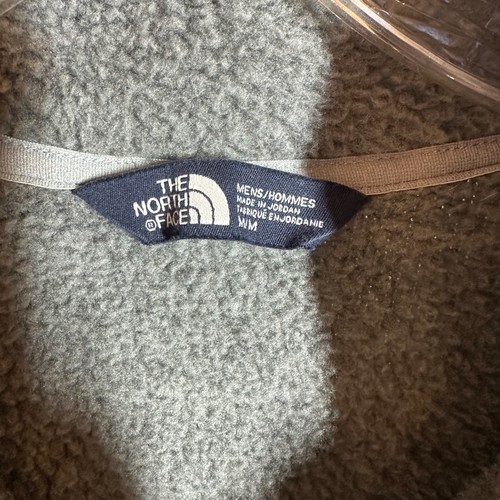 THE
NORTH
FACE
®
MENS/HOMMES
MADE IN JORDAN
FABRIQUÉ EN JORDANIE
M/M